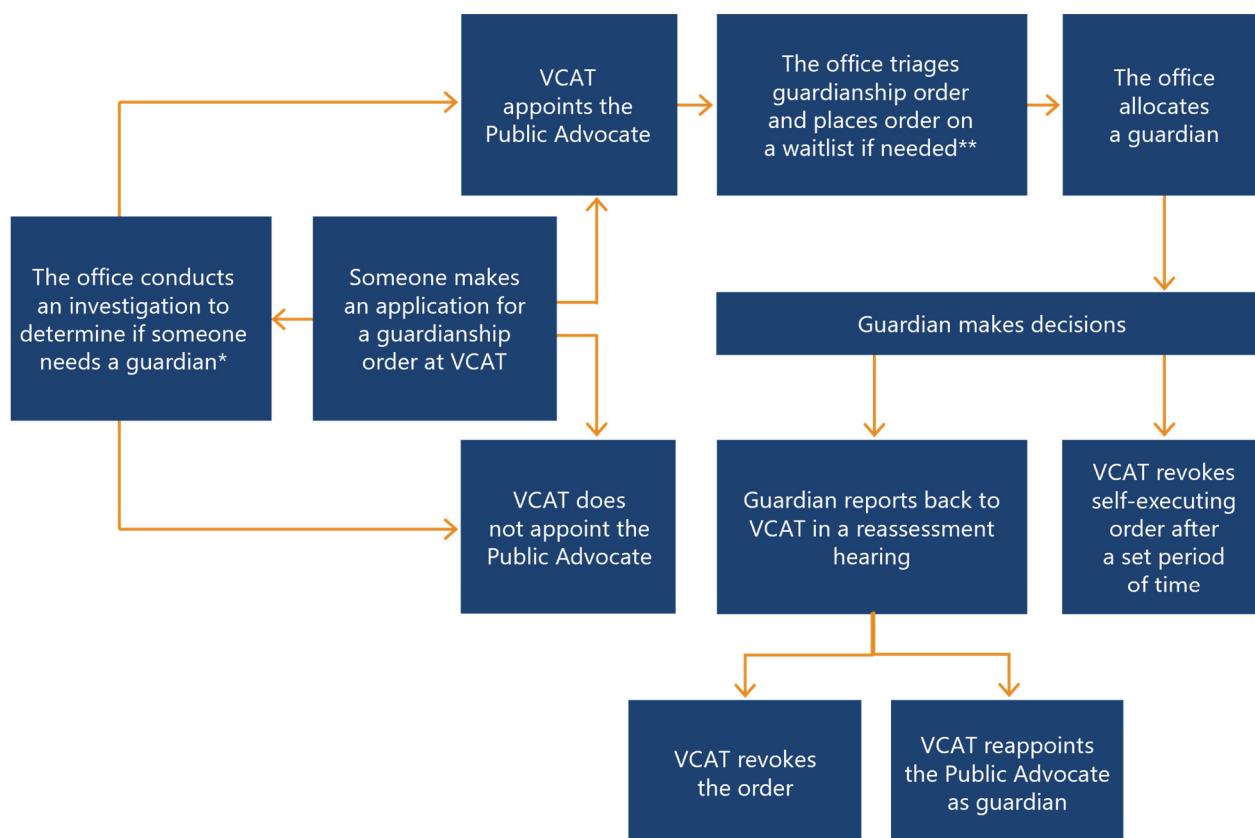 VCAT
appoints the
Public Advocate
The office triages
guardianship order
and places order on
a waitlist if needed**
The office
allocates
a guardian
The office conducts
an investigation to
determine if someone
needs a guardian*
Someone makes
an application for
a guardianship
order at VCAT
Guardian makes decisions
VCAT does
not appoint the
Public Advocate
Guardian reports back to
VCAT in a reassessment
hearing
VCAT revokes
self-executing
order after
a set period
of time
VCAT revokes
the order
VCAT reappoints
the Public Advocate
as guardian